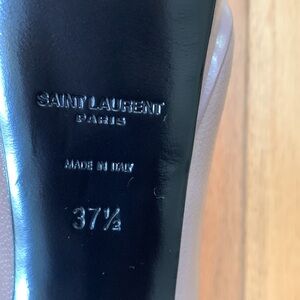 SAINT LAURENT
PARIS
MADE IN ITALY
37½